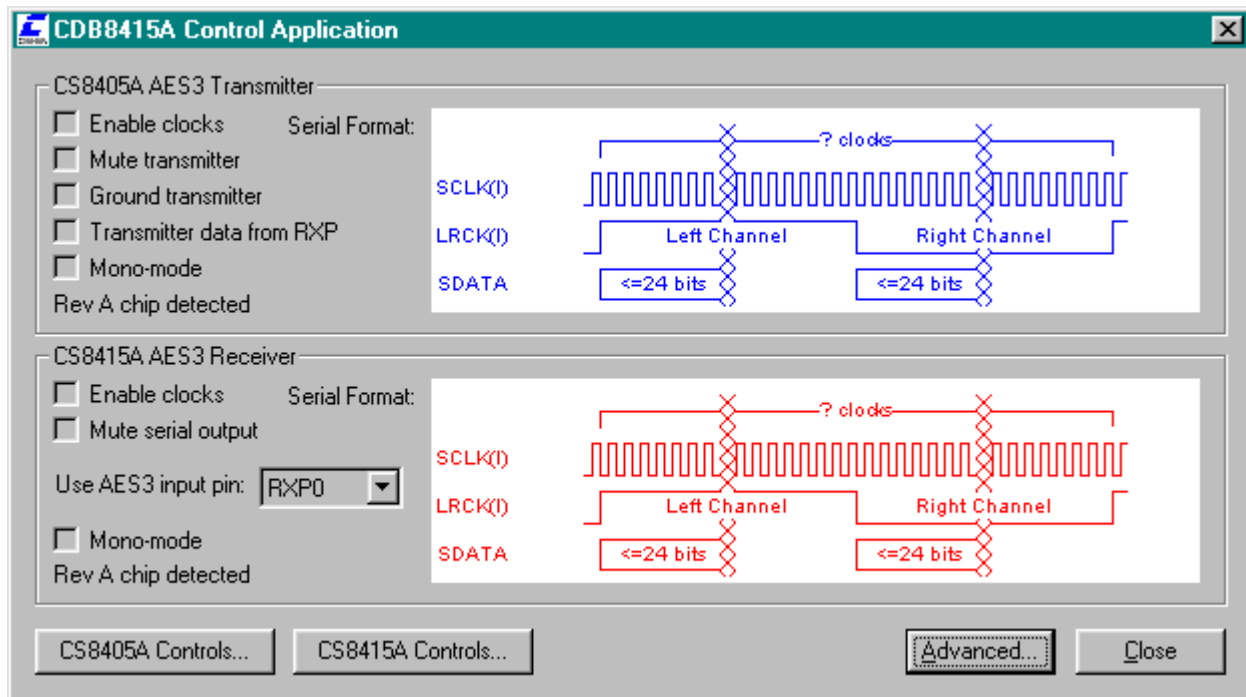 CDB8415A Control Application
CS8405A AES3 Transmitter
Enable clocks
Serial Format:
Mute transmitter
Ground transmitter
Transmitter data from RXP
Mono-mode
Rev A chip detected
? clocks
SCLK(I)
LRCK(I)
Left Channel
Right Channel
SDATA
<=24 bits
<=24 bits
CS8415A AES3 Receiver
Enable clocks
Serial Format:
Mute serial output
Use AES3 input pin:
RXP0
Mono-mode
Rev A chip detected
? clocks
SCLK(I)
LRCK(I)
Left Channel
Right Channel
SDATA
<=24 bits
<=24 bits
CS8405A Controls...
CS8415A Controls...
Advanced...
Close